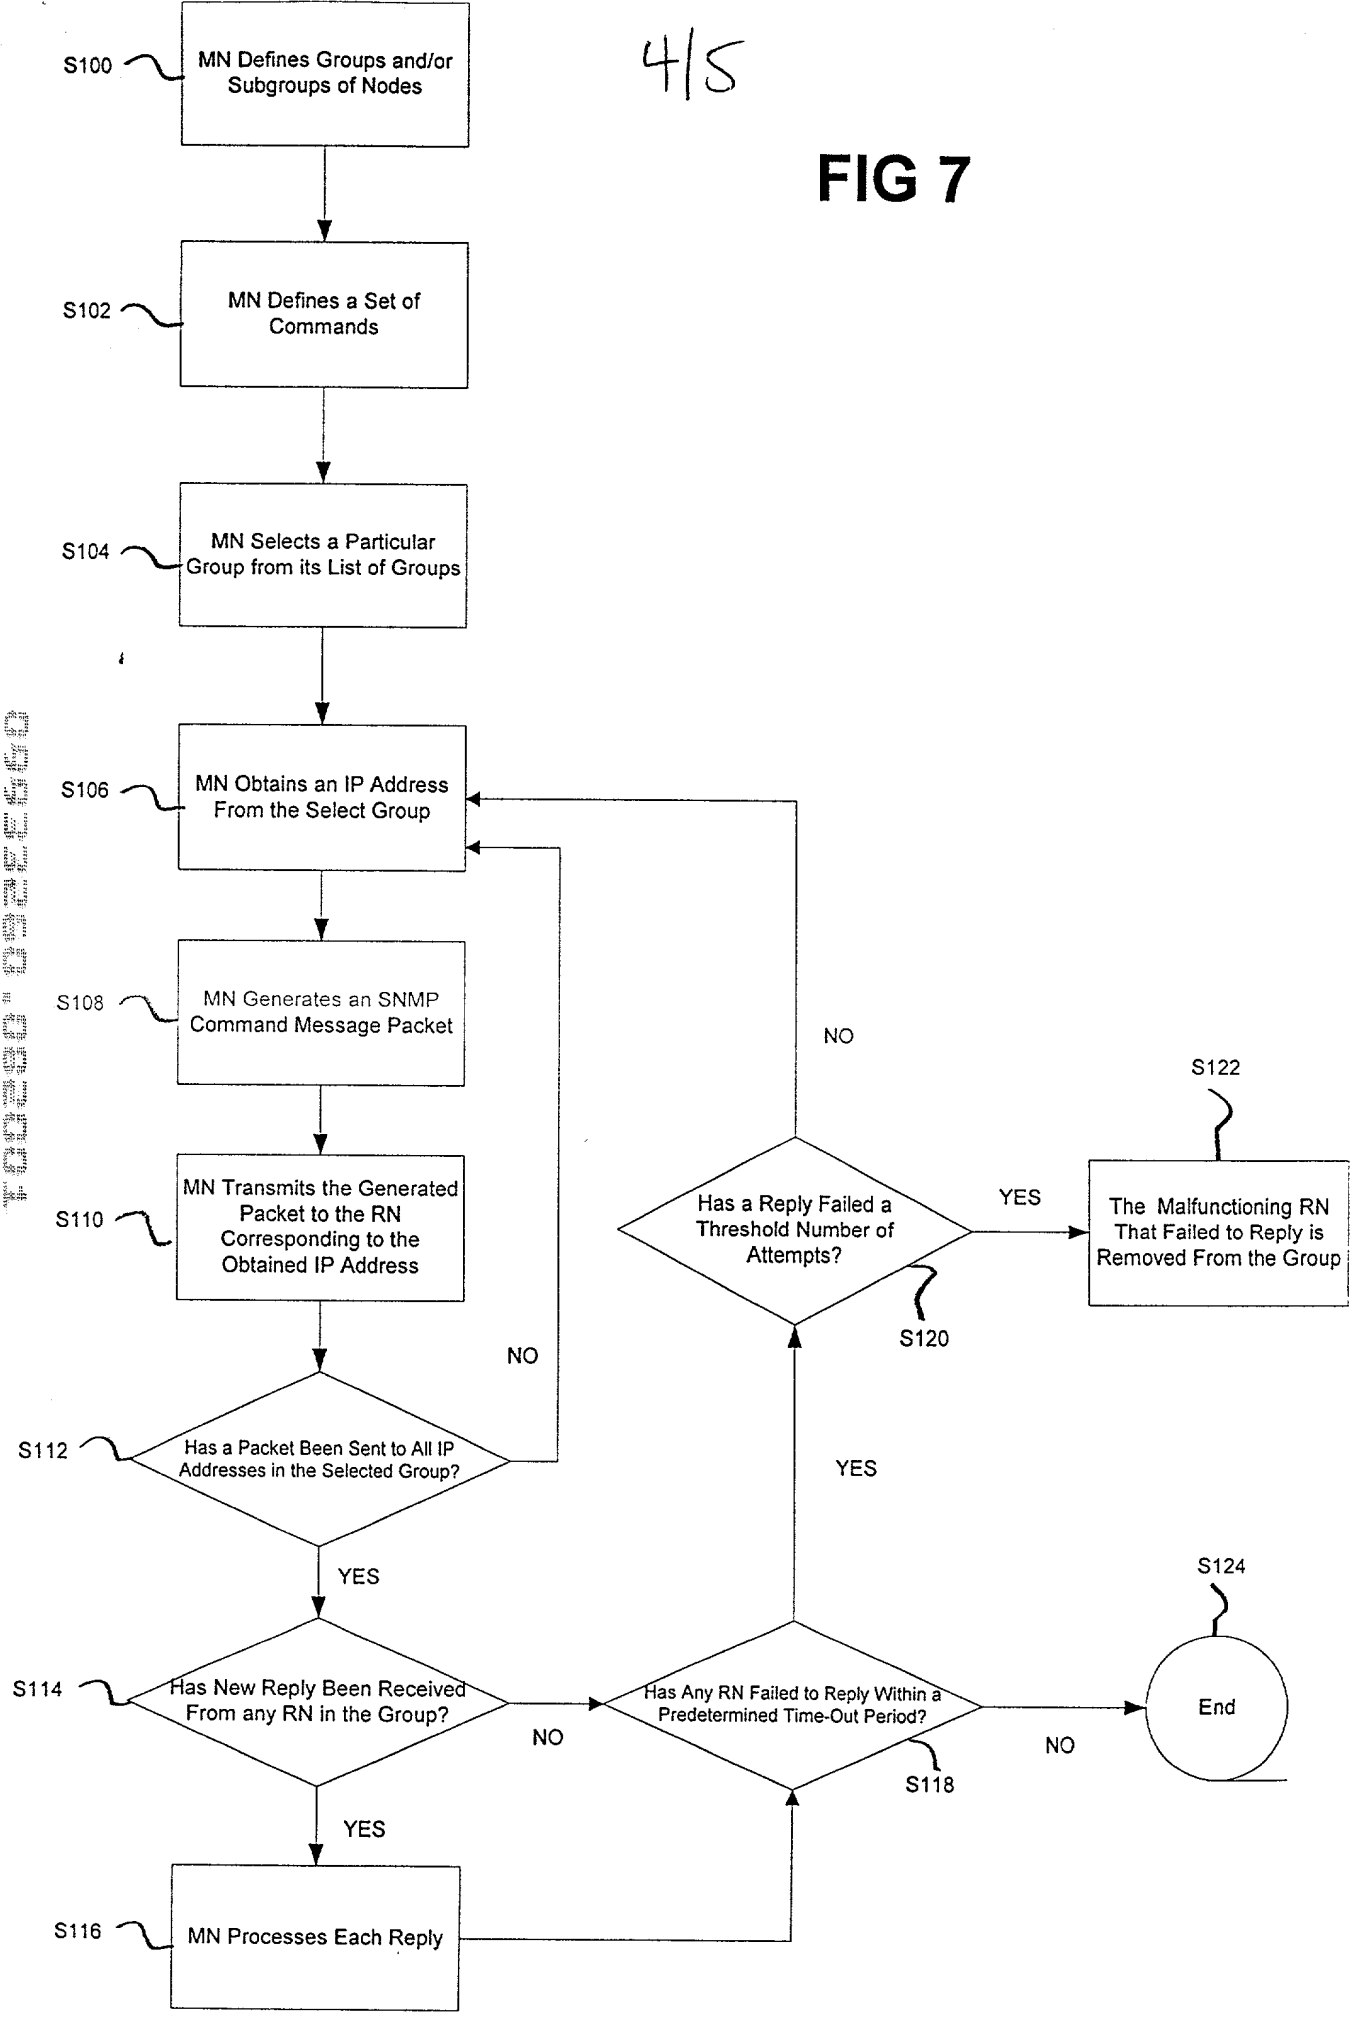 4/5
FIG 7
S100
MN Defines Groups and/or
Subgroups of Nodes
S102
MN Defines a Set of
Commands
S104
MN Selects a Particular
Group from its List of Groups
S106
MN Obtains an IP Address
From the Select Group
S108
MN Generates an SNMP
Command Message Packet
S110
MN Transmits the Generated
Packet to the RN
Corresponding to the
Obtained IP Address
NO
S112
Has a Packet Been Sent to All IP
Addresses in the Selected Group?
YES
S114
Has New Reply Been Received
From any RN in the Group?
NO
YES
S116
MN Processes Each Reply
Has Any RN Failed to Reply Within a
Predetermined Time-Out Period?
S118
YES
NO
S124
End
Has a Reply Failed a
Threshold Number of
Attempts?
S120
NO
YES
S122
The Malfunctioning RN
That Failed to Reply is
Removed From the Group